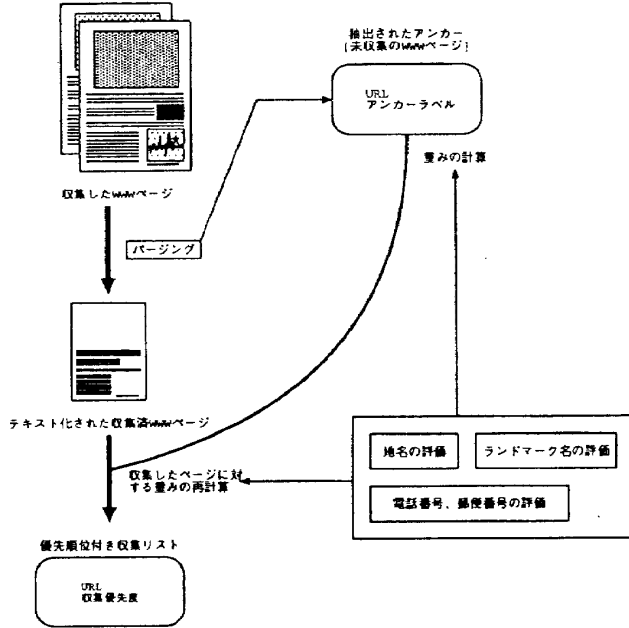 抽出されたアンカー
(未収集のwwwページ)
URL
アンカーラベル
重みの計算
収集したwwwページ
パージング
テキスト化された収集済wwwページ
地名の評価
ランドマーク名の評価
電話番号、郵便番号の評価
収集したページに対
する重みの再計算
優先順位付き収集リスト
URL
収集優先度